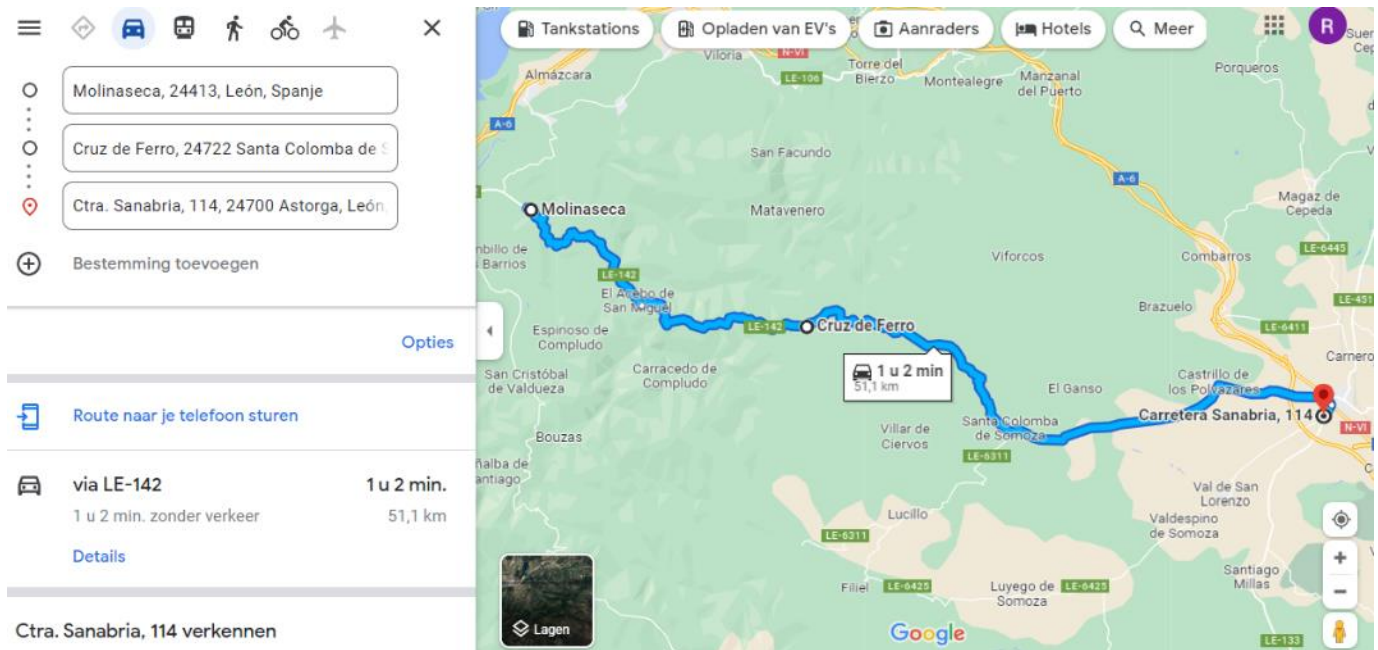 Molinaseca, 24413, León, Spanje
Cruz de Ferro, 24722 Santa Colomba de
Ctra. Sanabria, 114, 24700 Astorga, León,
Bestemming toevoegen
Opties
Route naar je telefoon sturen
via LE-142
1 u 2 min.
1 u 2 min. zonder verkeer
51,1 km
Details
Ctra. Sanabria, 114 verkennen
Tankstations
Opladen van EV's
Aanraders
Hotels
Meer
R
Viloria
N-VI
Almázcara
LE-106
Torre del
Bierzo
Montealegre
Manzanal
del Puerto
Porqueros
A-6
San Facundo
A-6
Molinaseca
Matavenero
Magaz de
Cepeda
LE-6445
Barrios
LE-142
Viforcos
Combarros
El Acebo de
San Miguel
Brazuelo
LE-451
Espinoso de
Compludo
LE-142
Cruz de Ferro
LE-6411
1 u 2 min
51,1 km
San Cristóbal
de Valdueza
Carracedo de
Compludo
El Ganso
Castrillo de
los Polvazares
Carnero
Carretera Sanabria, 114
N-VI
Bouzas
Villar de
Ciervos
Santa Colomba
de Somoza
LE-6311
Val de San
Lorenzo
Lucillo
Valdespino
de Somoza
LE-6311
Santiago
Millas
Filiel
LE-6425
Luyego de
Somoza
LE-6425
Lagen
Google
LE-133